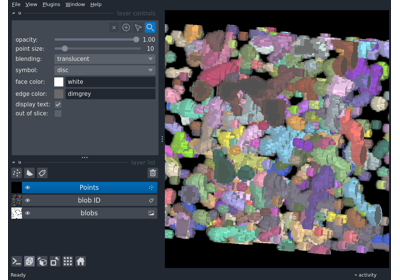 File View Plugins Window Help
layer controls
opacity: 1.00
point size: 10
blending: translucent
symbol: disc
face color: white
edge color: dimgrey
display text:
out of slice:
layer list
Points
blob ID
blobs
Ready
activity